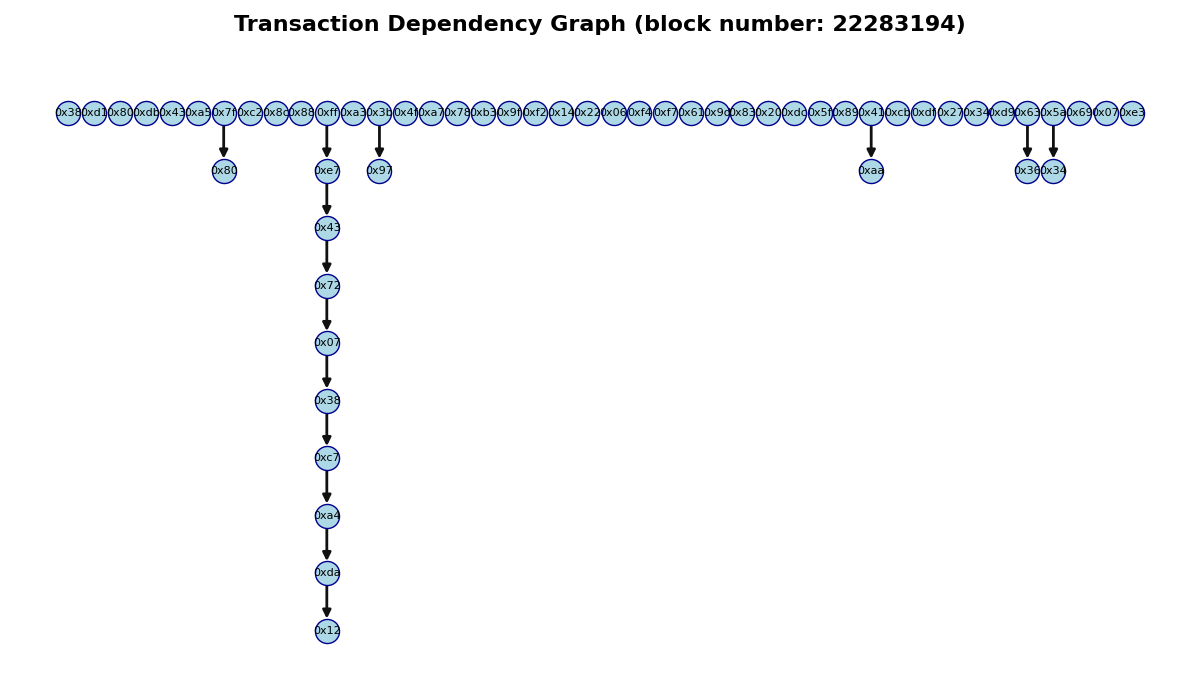 Transaction Dependency Graph (block number: 22283194)
0x38 0xd1 0x80 0xdb 0x43 0xa5 0x7f 0xc2 0x8c 0x88 0xff 0xa3 0x3b 0x4f 0xa7 0x78 0xb3 0x9f 0xf2 0x14 0x22 0x06 0xf4 0xf7 0x61 0x9d 0x83 0x20 0xdc 0x5f 0x89 0x41 0xcb 0xdf 0x27 0x34 0xd9 0x63 0x5a 0x69 0x07 0xe3
0x80 0xe7 0x97 0xaa 0x36 0x34
0x43
0x72
0x07
0x38
0xc7
0xa4
0xda
0x12